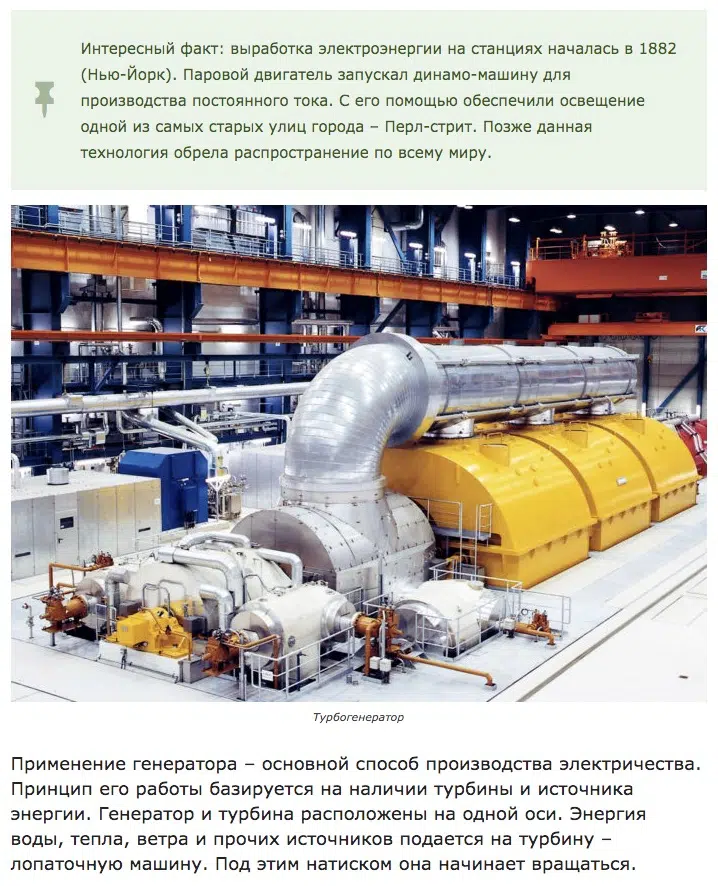 Интересный факт: выработка электроэнергии на станциях началась в 1882
(Нью-Йорк). Паровой двигатель запускал динамо-машину для
производства постоянного тока. С его помощью обеспечили освещение
одной из самых старых улиц города – Перл-стрит. Позже данная
технология обрела распространение по всему миру.
Турбогенератор
Применение генератора – основной способ производства электричества.
Принцип его работы базируется на наличии турбины и источника
энергии. Генератор и турбина расположены на одной оси. Энергия
воды, тепла, ветра и прочих источников подается на турбину –
лопаточную машину. Под этим натиском она начинает вращаться.